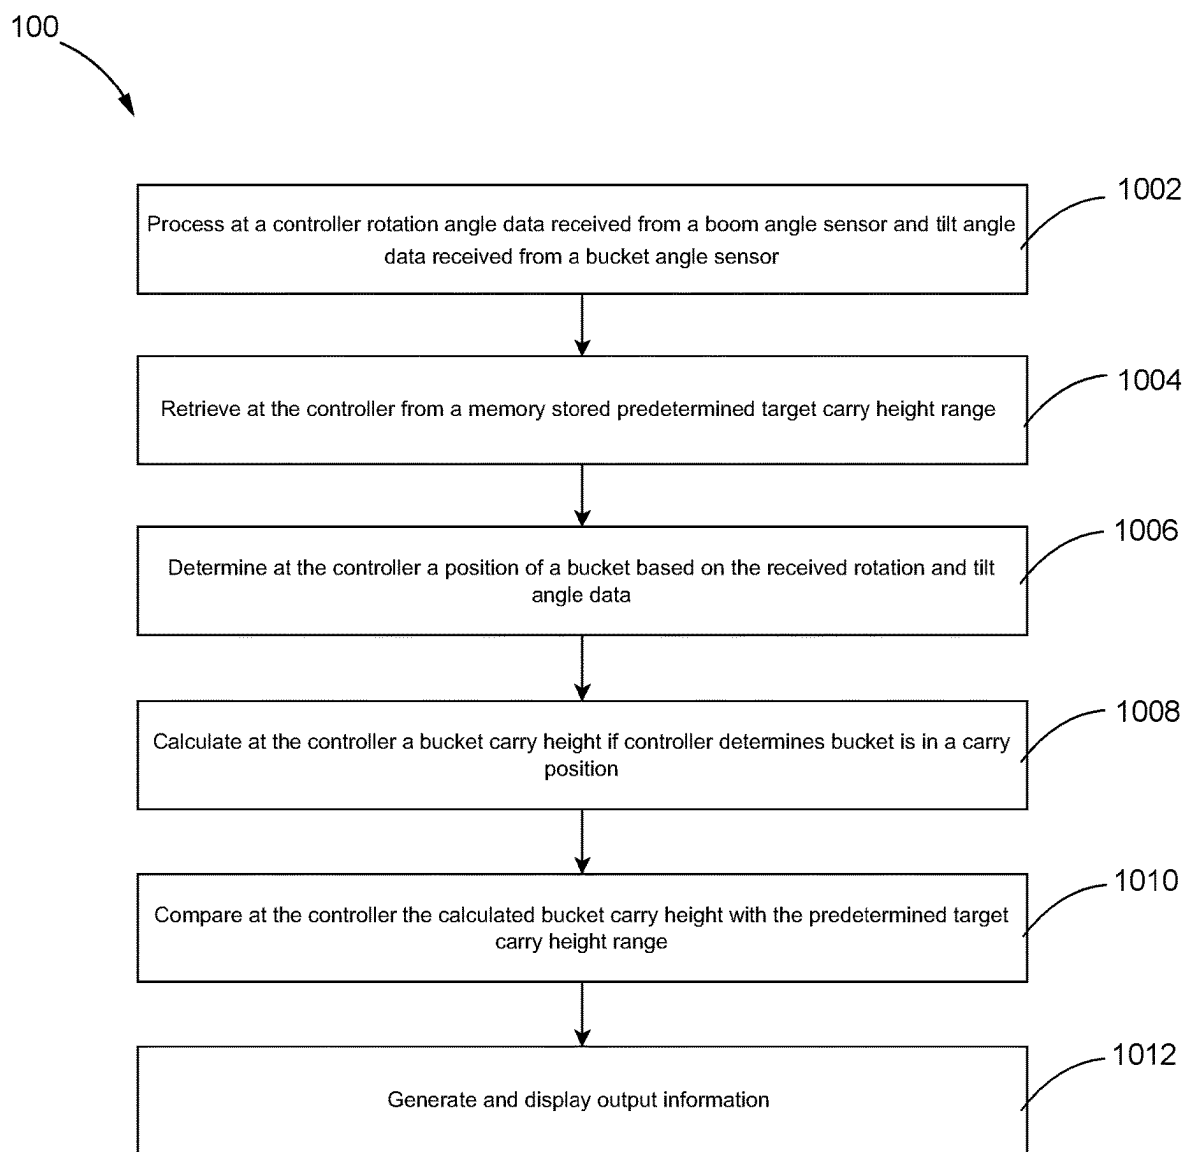 100
1002
Process at a controller rotation angle data received from a boom angle sensor and tilt angle
data received from a bucket angle sensor
1004
Retrieve at the controller from a memory stored predetermined target carry height range
1006
Determine at the controller a position of a bucket based on the received rotation and tilt
angle data
1008
Calculate at the controller a bucket carry height if controller determines bucket is in a carry
position
1010
Compare at the controller the calculated bucket carry height with the predetermined target
carry height range
1012
Generate and display output information